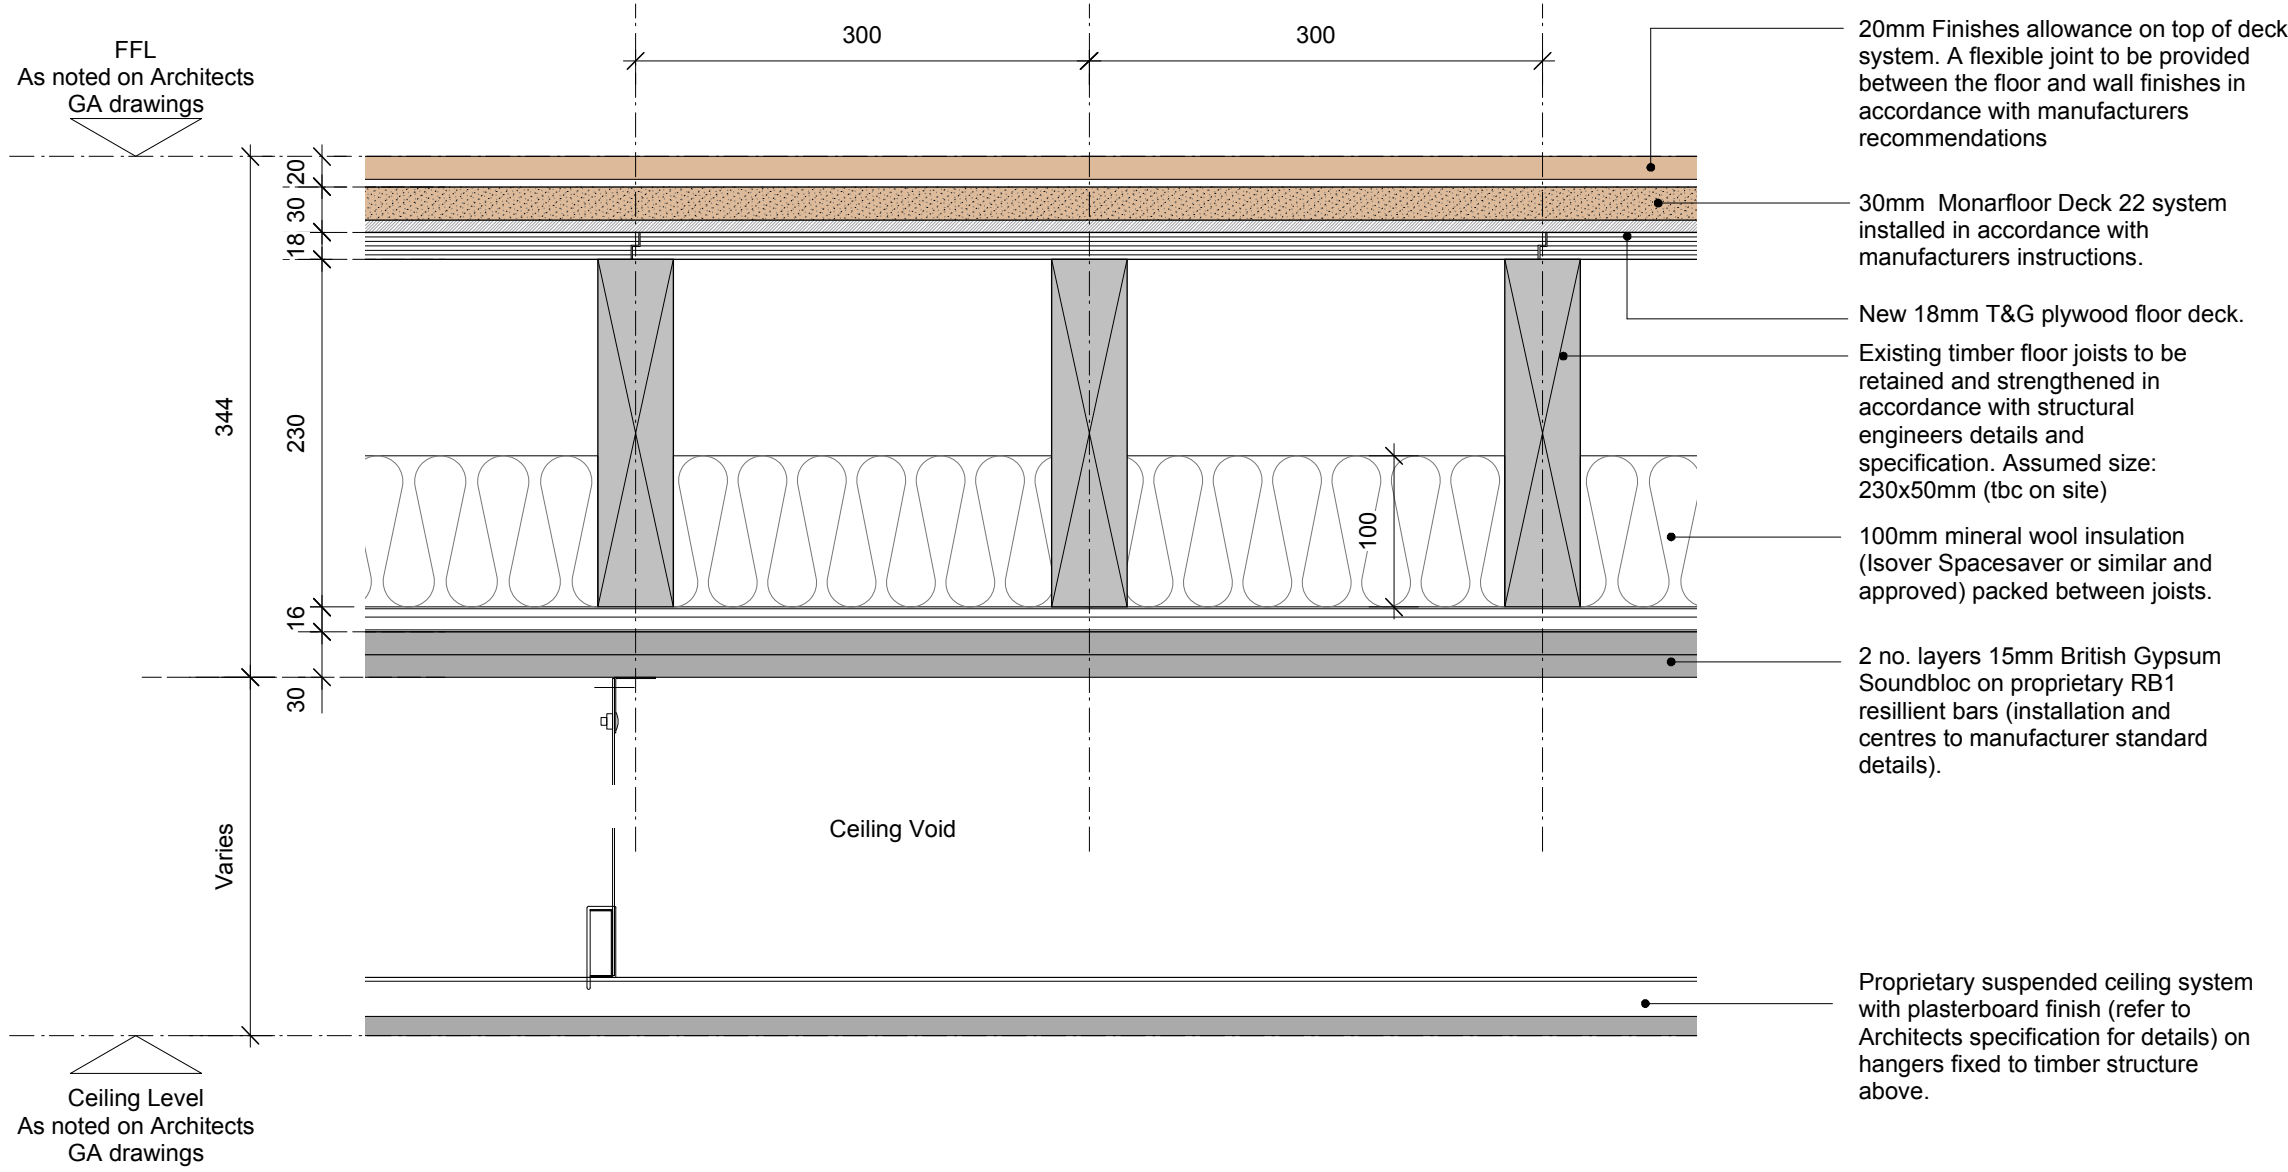 300
300
FFL
As noted on Architects
GA drawings
20
30
18
344
230
100
16
30
Varies
Ceiling Void
Ceiling Level
As noted on Architects
GA drawings
20mm Finishes allowance on top of deck
system. A flexible joint to be provided
between the floor and wall finishes in
accordance with manufacturers
recommendations
30mm  Monarfloor Deck 22 system
installed in accordance with
manufacturers instructions.
New 18mm T&G plywood floor deck.
Existing timber floor joists to be
retained and strengthened in
accordance with structural
engineers details and
specification. Assumed size:
230x50mm (tbc on site)
100mm mineral wool insulation
(Isover Spacesaver or similar and
approved) packed between joists.
2 no. layers 15mm British Gypsum
Soundbloc on proprietary RB1
resillient bars (installation and
centres to manufacturer standard
details).
Proprietary suspended ceiling system
with plasterboard finish (refer to
Architects specification for details) on
hangers fixed to timber structure
above.